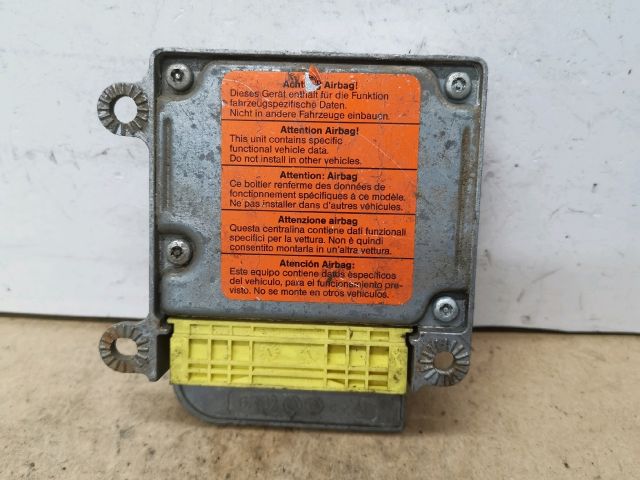 Achtung Airbag!
Dieses Gerät enthält für die Funktion
fahrzeugspezifische Daten.
Nicht in andere Fahrzeuge einbauen.
Attention Airbag!
This unit contains specific
functional vehicle data.
Do not install in other vehicles.
Attention: Airbag
Ce boîtier renferme des données de
fonctionnement spécifiques à ce modèle.
Ne pas installer dans d'autres véhicules.
Attenzione airbag
Questa centralina contiene dati funzionali
specifici per la vettura. Non è quindi
consentito montarla in un'altra vettura.
Atención Airbag:
Este equipo contiene datos específicos
del vehículo, para el funcionamiento pre-
visto. No se monte en otros vehículos.